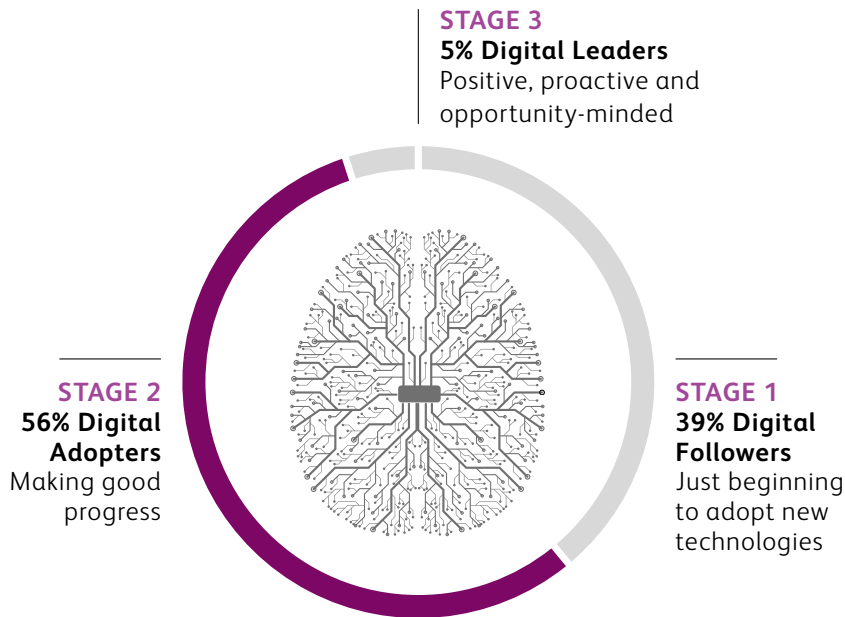 STAGE 3
5% Digital Leaders
Positive, proactive and
opportunity-minded
STAGE 2
56% Digital
Adopters
Making good
progress
STAGE 1
39% Digital
Followers
Just beginning
to adopt new
technologies